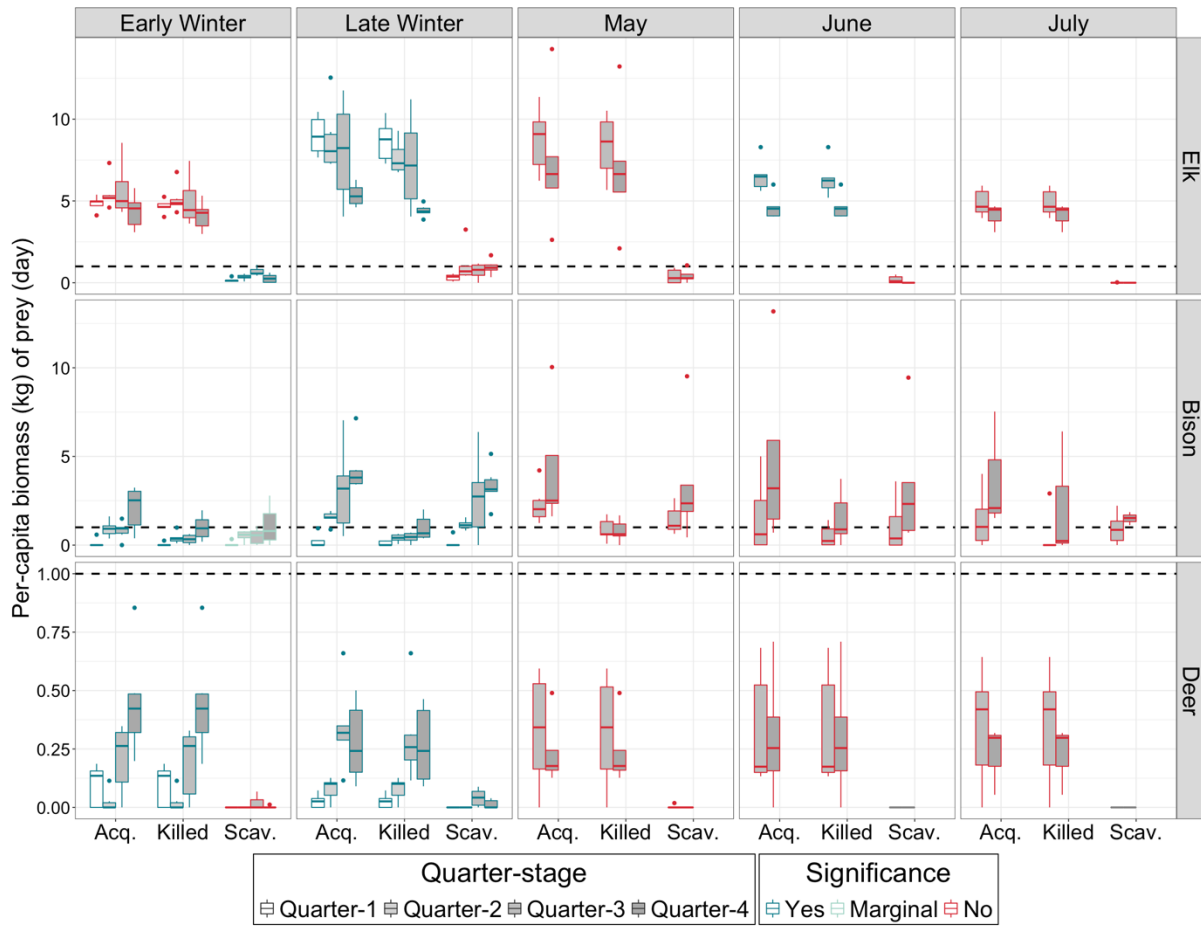 Early Winter
Late Winter
May
June
July
Per-capita biomass (kg) of prey (day)
10
5
0
Elk
10
5
0
Bison
1.00
0.75
0.50
0.25
0.00
Deer
Acq. Killed Scav.
Acq. Killed Scav.
Acq. Killed Scav.
Acq. Killed Scav.
Acq. Killed Scav.
Quarter-stage
Quarter-1 Quarter-2 Quarter-3 Quarter-4
Significance
Yes Marginal No